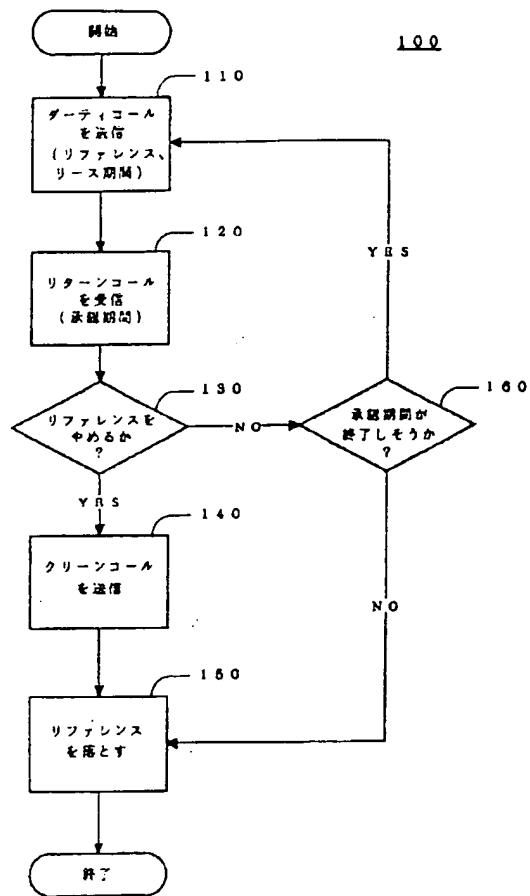 開始
100
110
ダーティコール
を送信
(リファレンス、
リース期間)
120
リターンコール
を受信
(承認期間)
YES
130
リファレンスを
やめるか
?
NO
160
承認期間が
終了しそうか
?
YES
140
クリーンコール
を送信
NO
150
リファレンス
を落とす
終了